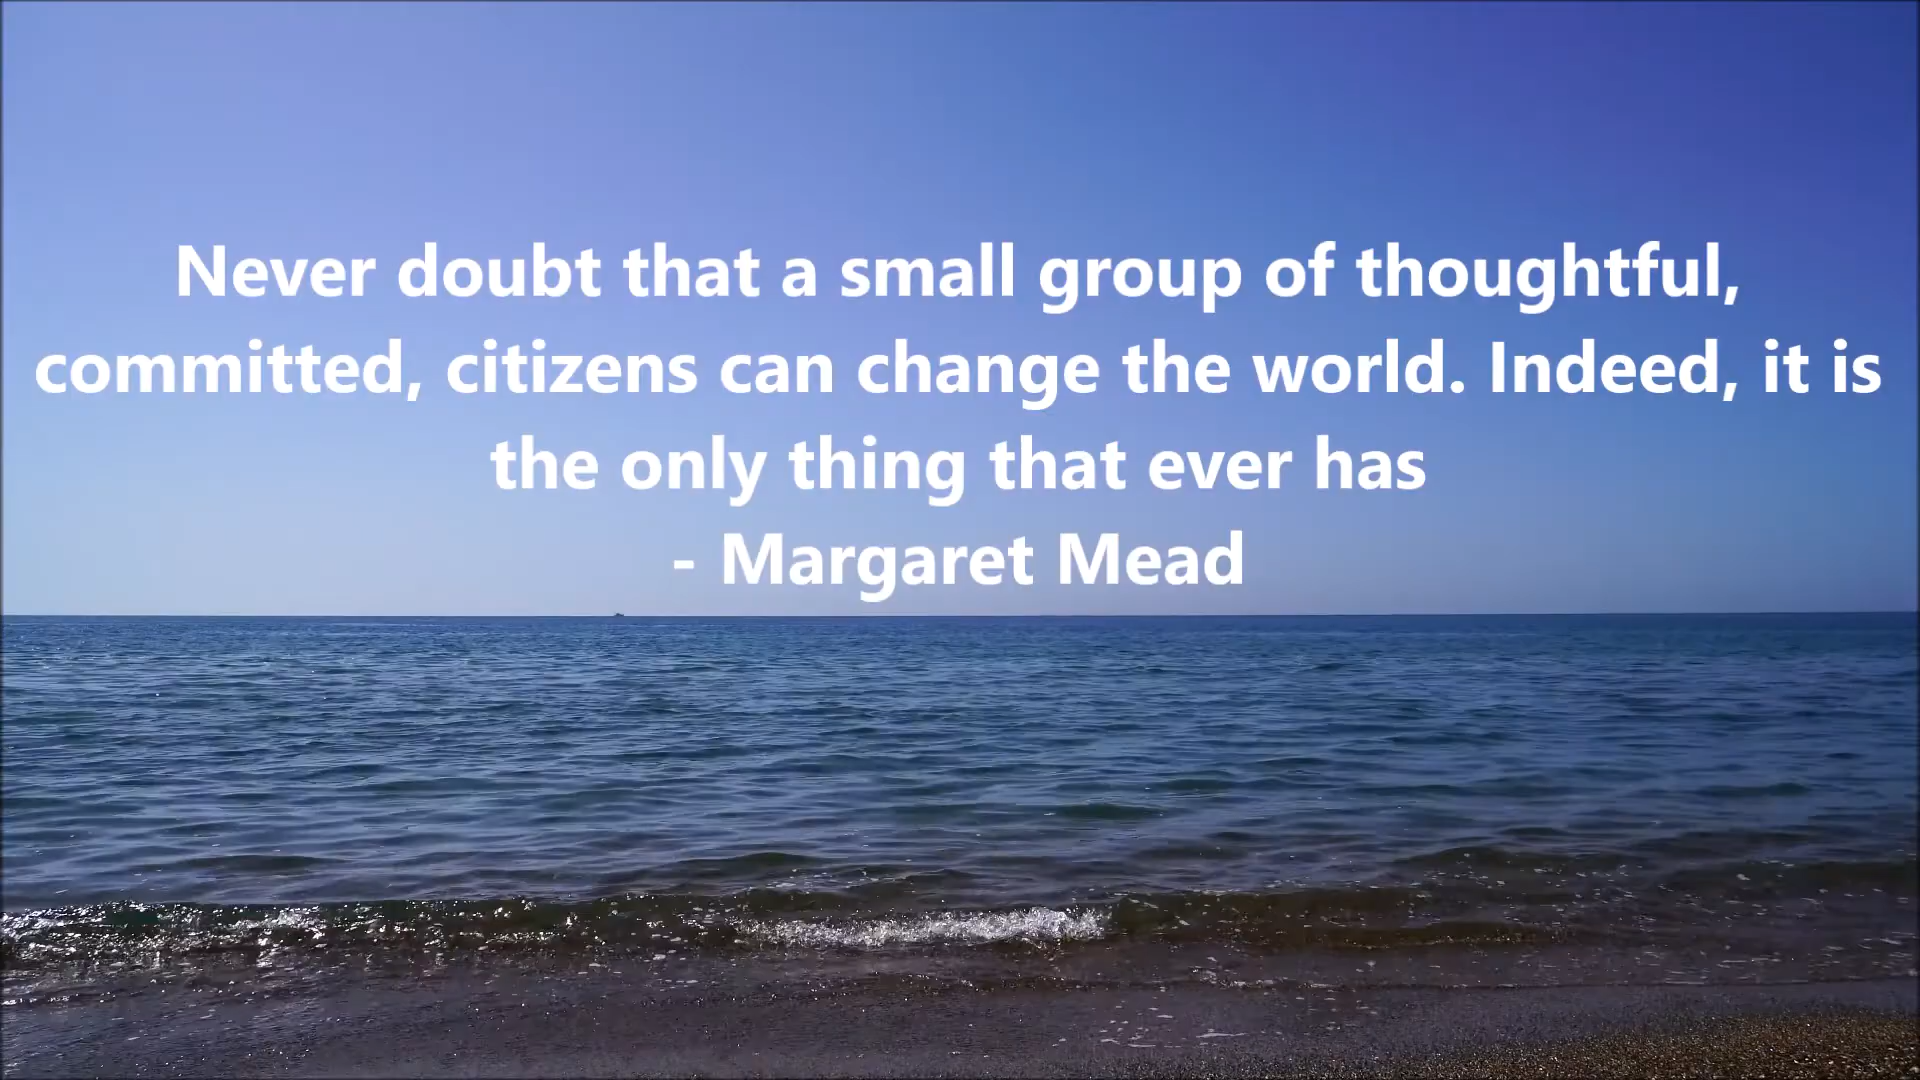 Never doubt that a small group of thoughtful,
committed, citizens can change the world. Indeed, it is
the only thing that ever has
- Margaret Mead